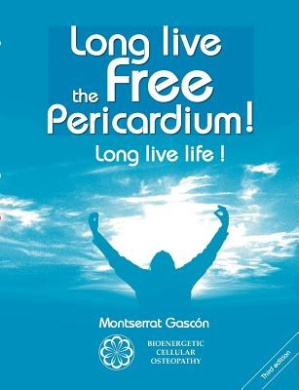 Long live
the Free
Pericardium!
Long live life !
Montserrat Gascón
BIOENERGETIC
CELLULAR
OSTEOPATHY
Third edition